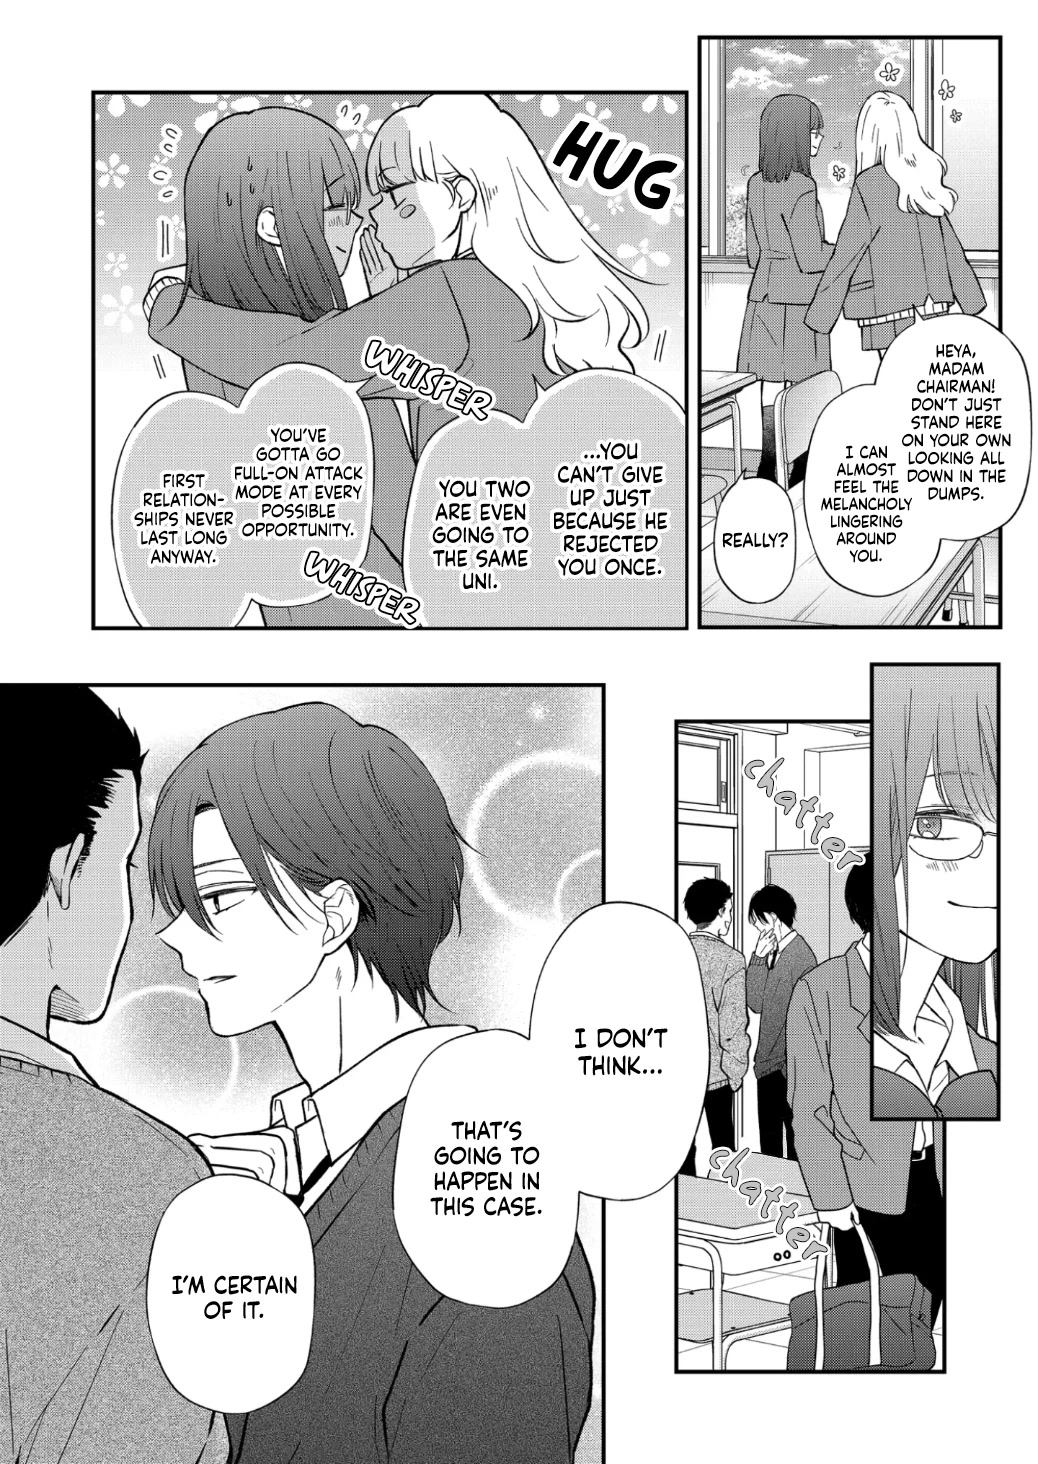 HEYA,
MADAM
CHAIRMAN!
DON'T JUST
STAND HERE
ON YOUR OWN
LOOKING ALL
DOWN IN THE
DUMPS.
I CAN
ALMOST
FEEL THE
MELANCHOLY
LINGERING
AROUND
YOU.
REALLY?
HUG
...YOU
CAN'T GIVE
UP JUST
BECAUSE HE
REJECTED
YOU ONCE.
YOU TWO
ARE EVEN
GOING TO
THE SAME
UNI.
WHISPER
YOU'VE
GOTTA GO
FULL-ON ATTACK
MODE AT EVERY
POSSIBLE
OPPORTUNITY.
FIRST
RELATION-
SHIPS NEVER
LAST LONG
ANYWAY.
WHISPER
chatter
chatter
I DON'T
THINK...
THAT'S
GOING TO
HAPPEN IN
THIS CASE.
I'M CERTAIN
OF IT.